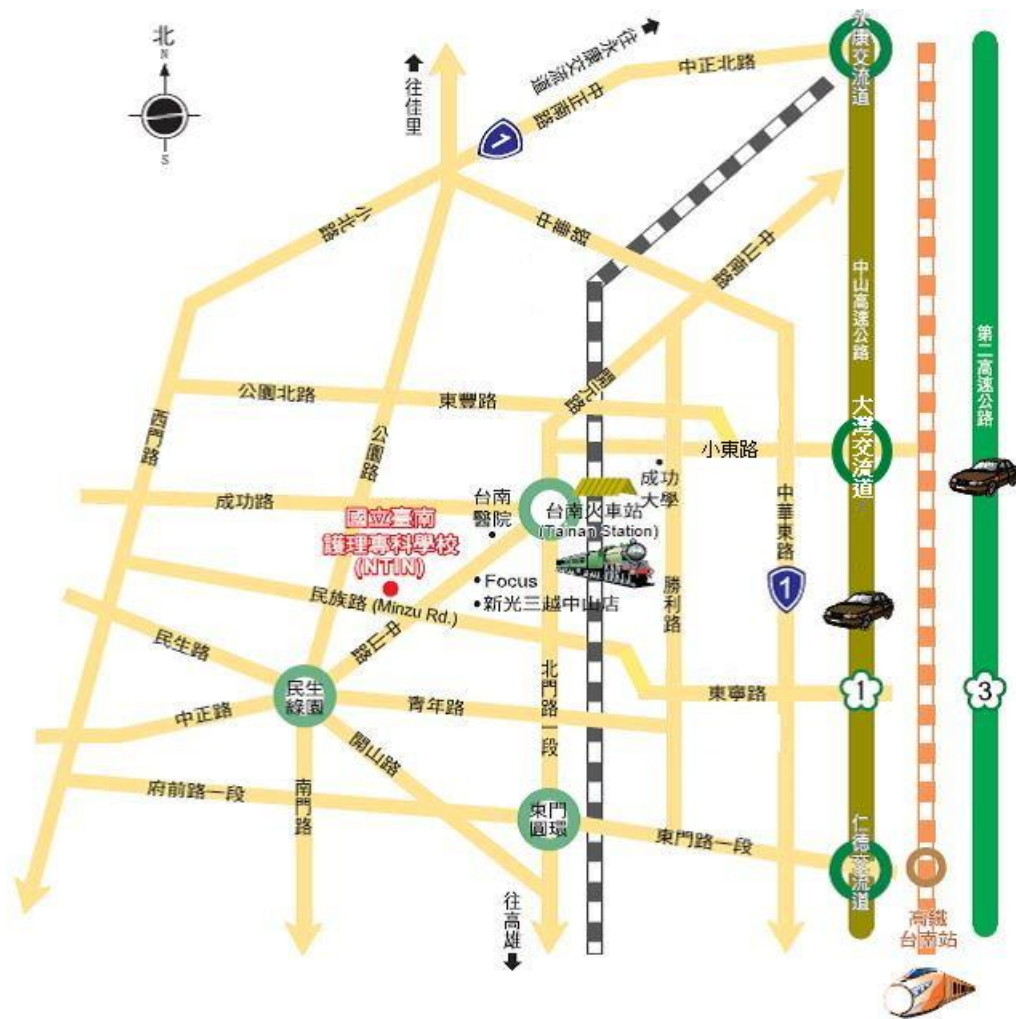 北
N
S
往佳里
往永康交流道
中正南路
1
中正北路
永康交流道
小北路
中華路
中山南路
中山高速公路
第二高速公路
公園北路
東豐路
開元路
西門路
公園路
大灣交流道
小東路
成功
大學
成功路
台南
醫院
台南火車站
(Tainan Station)
國立臺南
護理專科學校
(NTIN)
中華東路
1
Focus
新光三越中山店
民族路 (Minzu Rd.)
勝利路
中山路
民生路
民生
綠園
北門路一段
東寧路
1
3
中正路
青年路
開山路
府前路一段
南門路
東門
圓環
東門路一段
仁德交流道
往高雄
高鐵
台南站